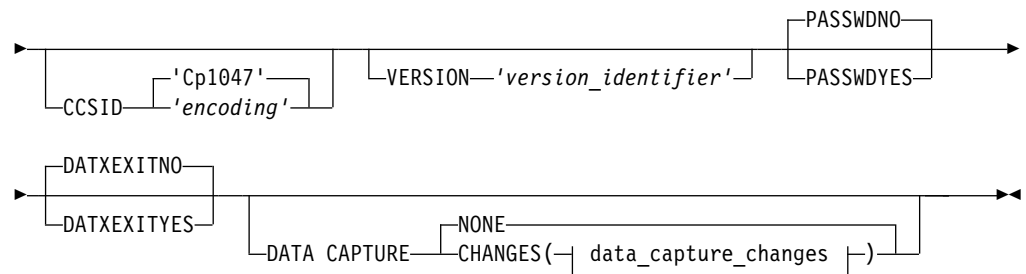 PASSWDNO
VERSION 'version_identifier' PASSWDYES
'Cp1047'
CCSID 'encoding'
DATXEXITNO
DATXEXITYES NONE
DATA CAPTURE CHANGES( data_capture_changes )